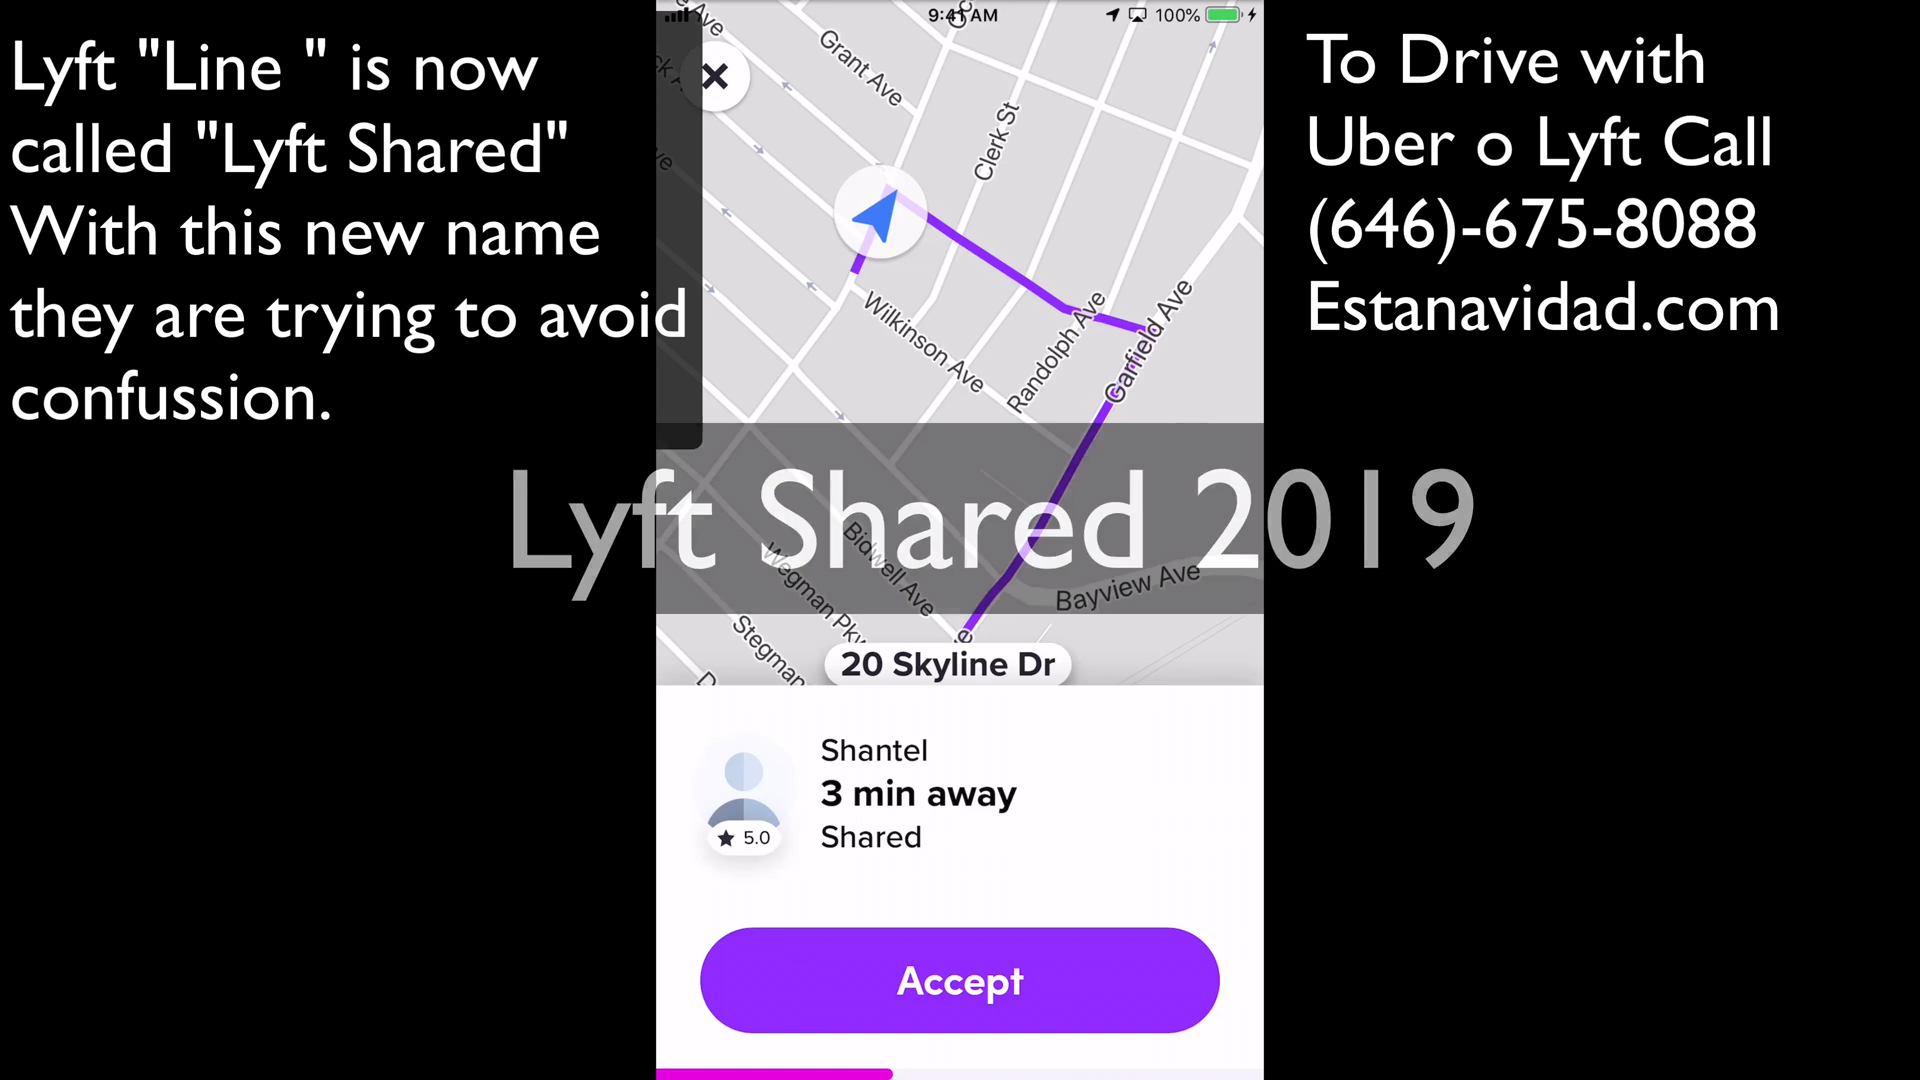 Lyft "Line " is now
called "Lyft Shared"
With this new name
they are trying to avoid
confussion.
9:41 AM
100%
To Drive with
Uber o Lyft Call
(646)-675-8088
Estanavidad.com
Grant Ave
Clerk St
Wilkinson Ave
Randolph Ave
Garfield Ave
Lyft Shared 2019
Bidwell Ave
Wegman Pkw
Bayview Ave
Stegman
20 Skyline Dr
Shantel
3 min away
5.0
Shared
Accept